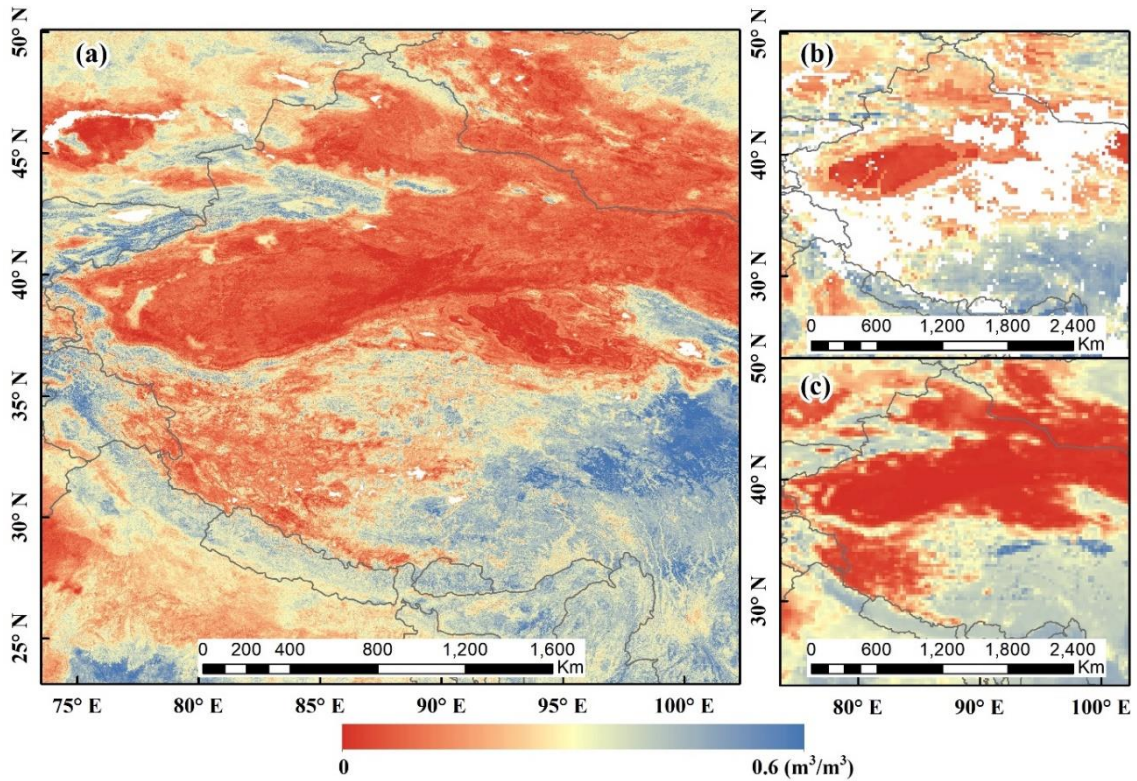 (a)
50° N
45° N
40° N
35° N
30° N
25° N
0 200 400 800 1,200 1,600
Km
75° E 80° E 85° E 90° E 95° E 100° E
(b)
50° N
40° N
30° N
0 600 1,200 1,800 2,400
Km
(c)
50° N
40° N
30° N
0 600 1,200 1,800 2,400
Km
80° E 90° E 100° E
0 0.6 (m³/m³)